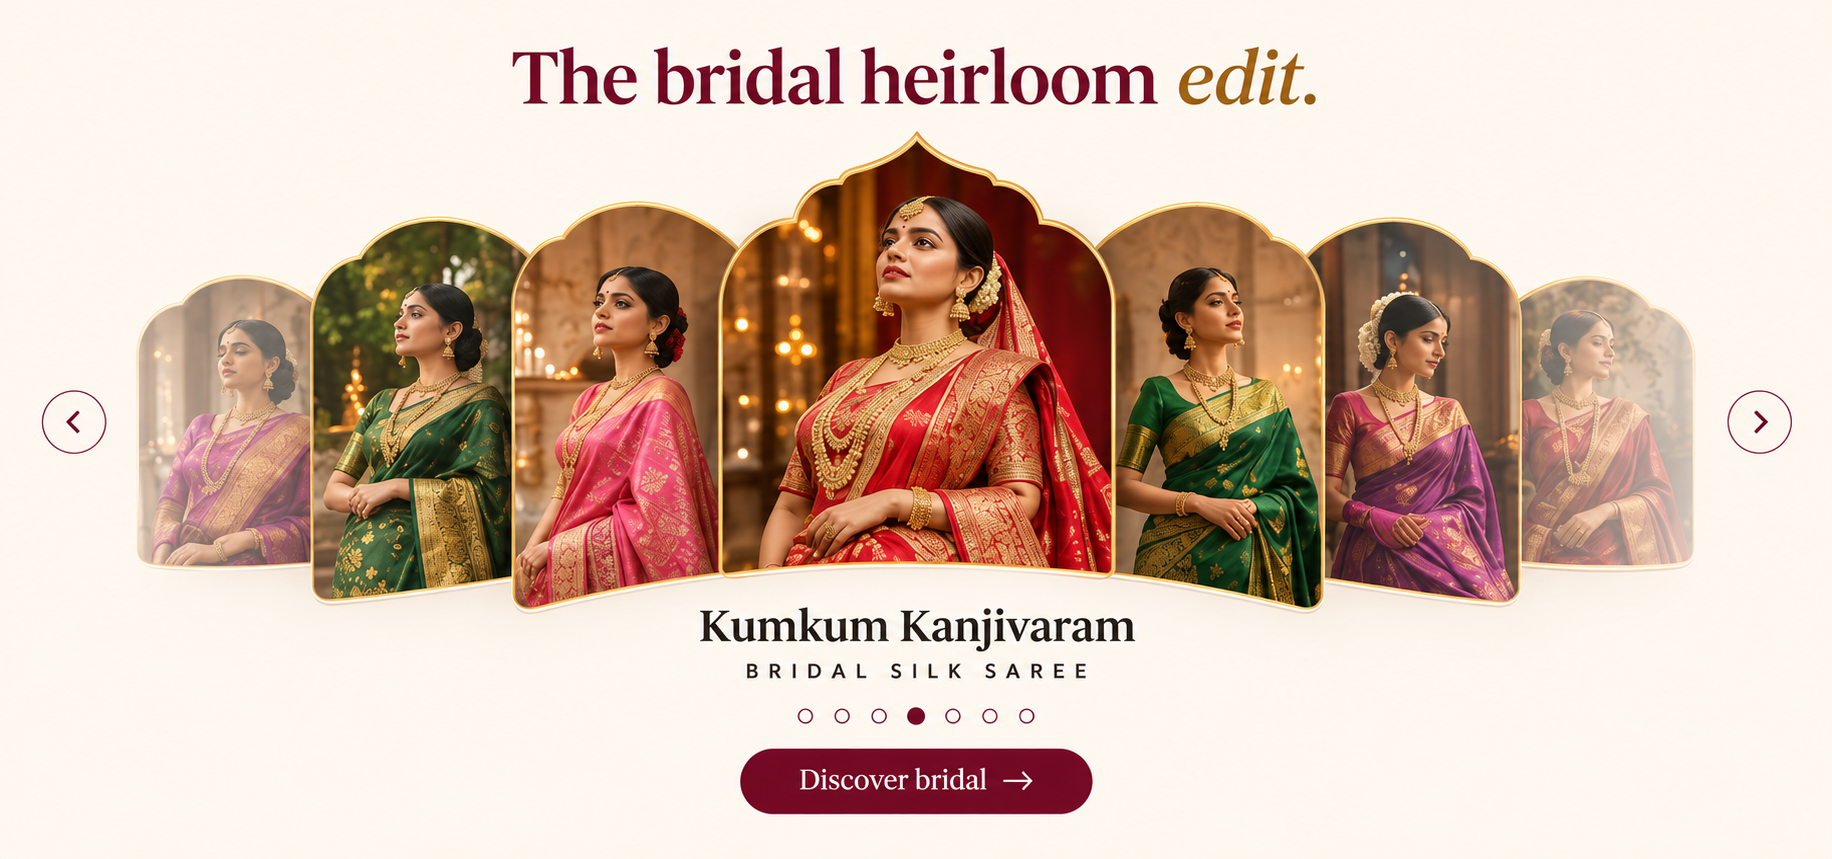 The bridal heirloom edit.
Kumkum Kanjivaram
BRIDAL SILK SAREE
Discover bridal →